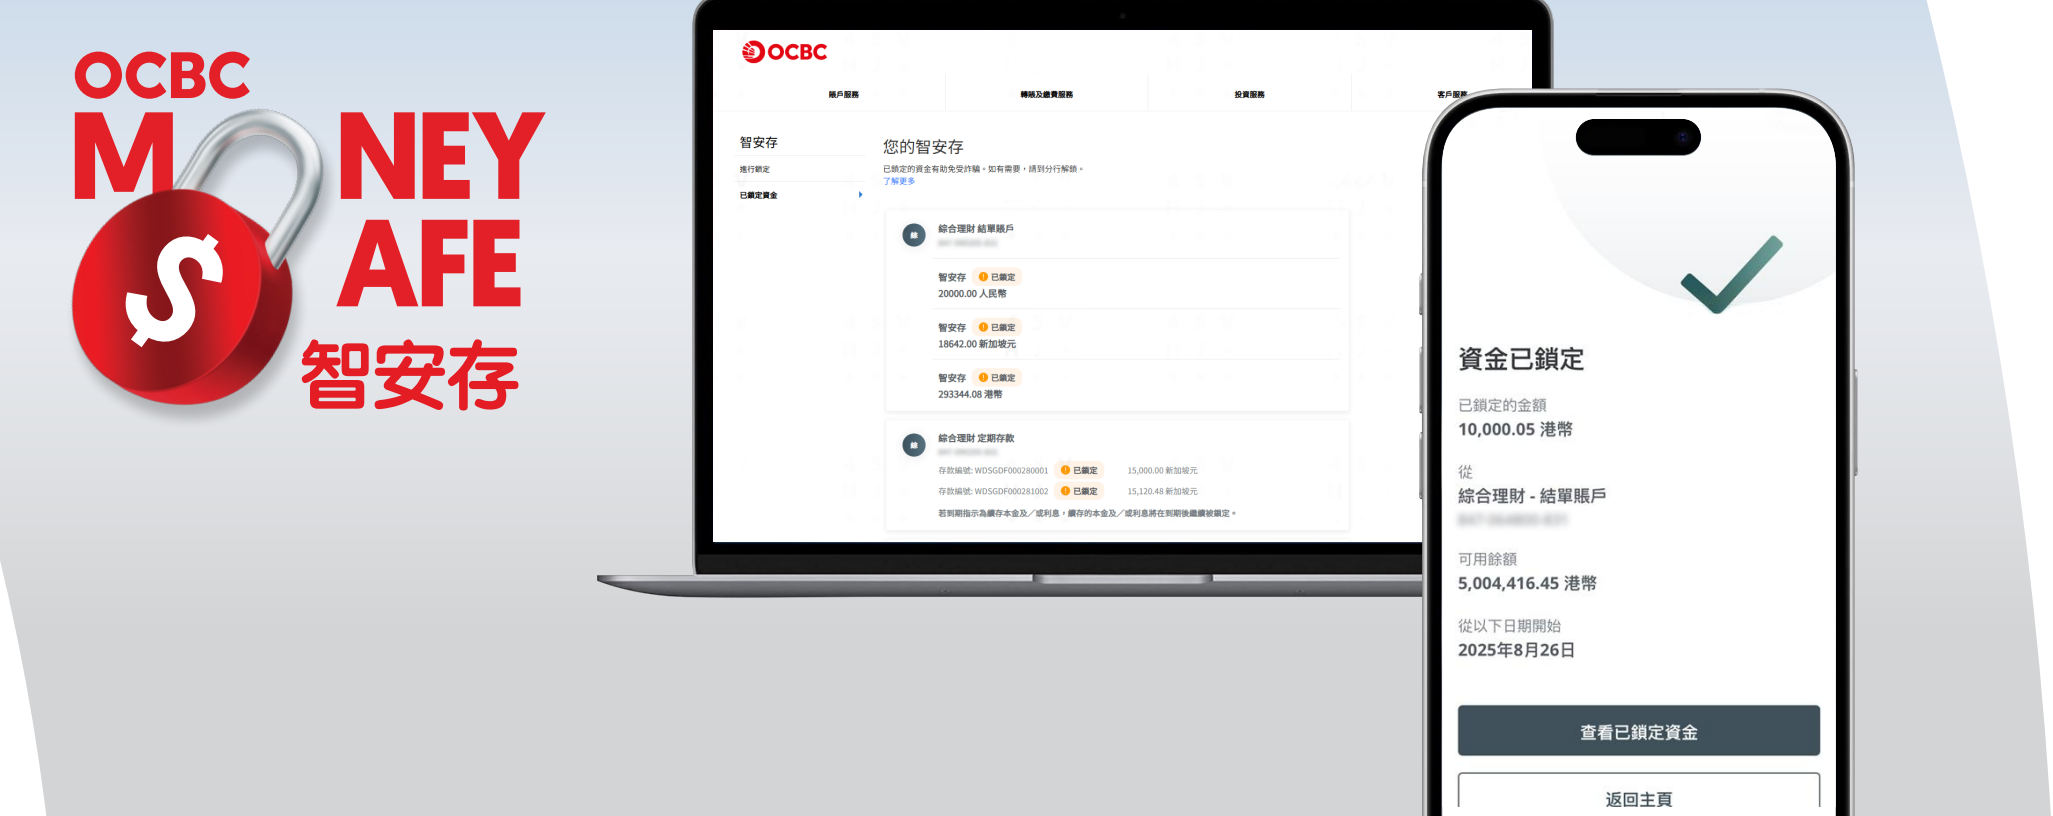 OCBC
MONEY
SAFE
智安存
OCBC
賬戶服務
轉賬及繳費服務
投資服務
客戶服務
智安存
進行鎖定
已鎖定資金
您的智安存
已鎖定的資金有助免受詐騙。如有需要，請到分行解鎖。
了解更多
綜
綜合理財 結單賬戶
智安存 已鎖定
20000.00 人民幣
智安存 已鎖定
18642.00 新加坡元
智安存 已鎖定
293344.08 港幣
綜
綜合理財 定期存款
存款編號: WDSGDF000280001 已鎖定 15,000.00 新加坡元
存款編號: WDSGDF000281002 已鎖定 15,120.48 新加坡元
若到期指示為續存本金及／或利息，續存的本金及／或利息將在到期後繼續被鎖定。
資金已鎖定
已鎖定的金額
10,000.05 港幣
從
綜合理財 - 結單賬戶
可用餘額
5,004,416.45 港幣
從以下日期開始
2025年8月26日
查看已鎖定資金
返回主頁